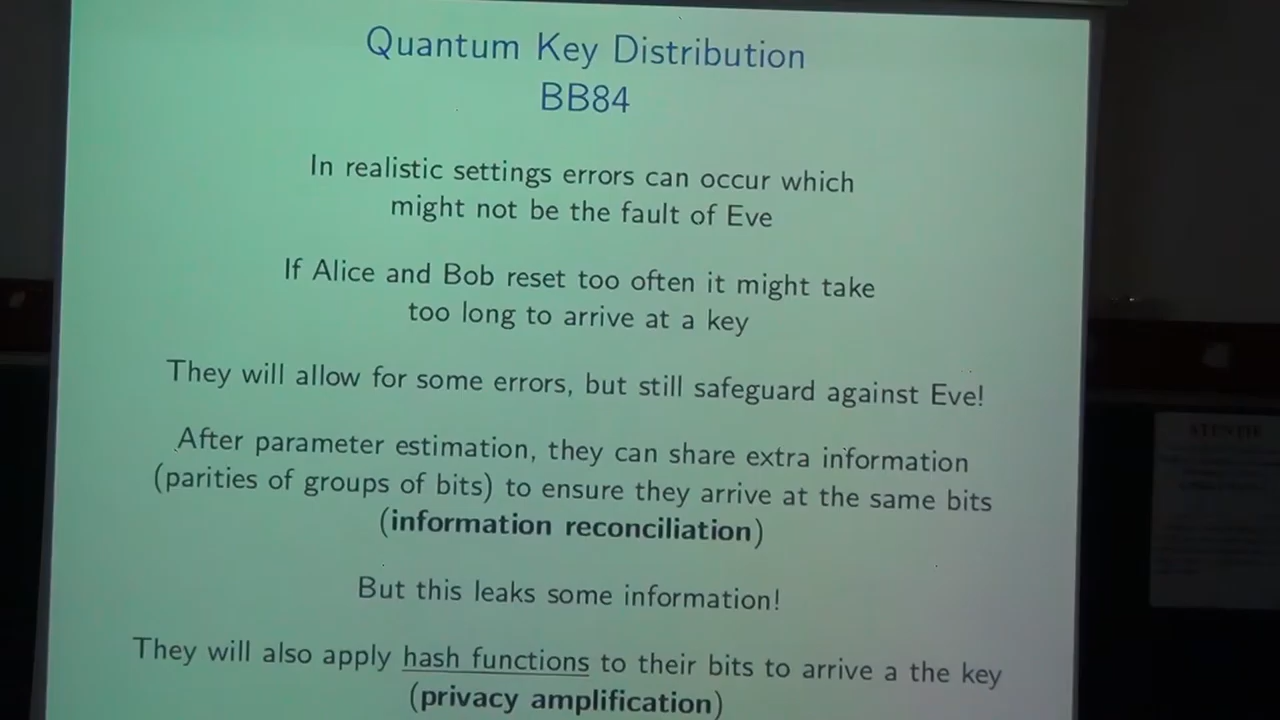 Quantum Key Distribution
BB84
In realistic settings errors can occur which
might not be the fault of Eve
If Alice and Bob reset too often it might take
too long to arrive at a key
They will allow for some errors, but still safeguard against Eve!
After parameter estimation, they can share extra information
(parities of groups of bits) to ensure they arrive at the same bits
(information reconciliation)
But this leaks some information!
They will also apply hash functions to their bits to arrive a the key
(privacy amplification)